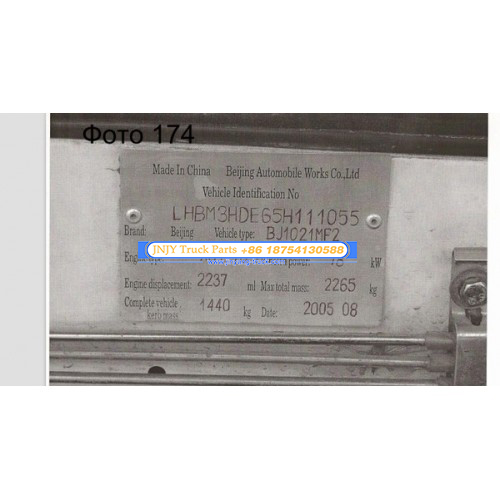 Фото 174
Made In China Beijing Automobile Works Co.,Ltd
Vehicle Identification No
LHBM3HDE65H111055
Brand: Beijing Vehicle type: BJ1021MF2
JNJY Truck Parts +86 18754130588
kW
Engine displacement: 2237 ml Max total mass: 2265 kg
Complete vehicle 1440 kg Date: 2005 08
kerb mass